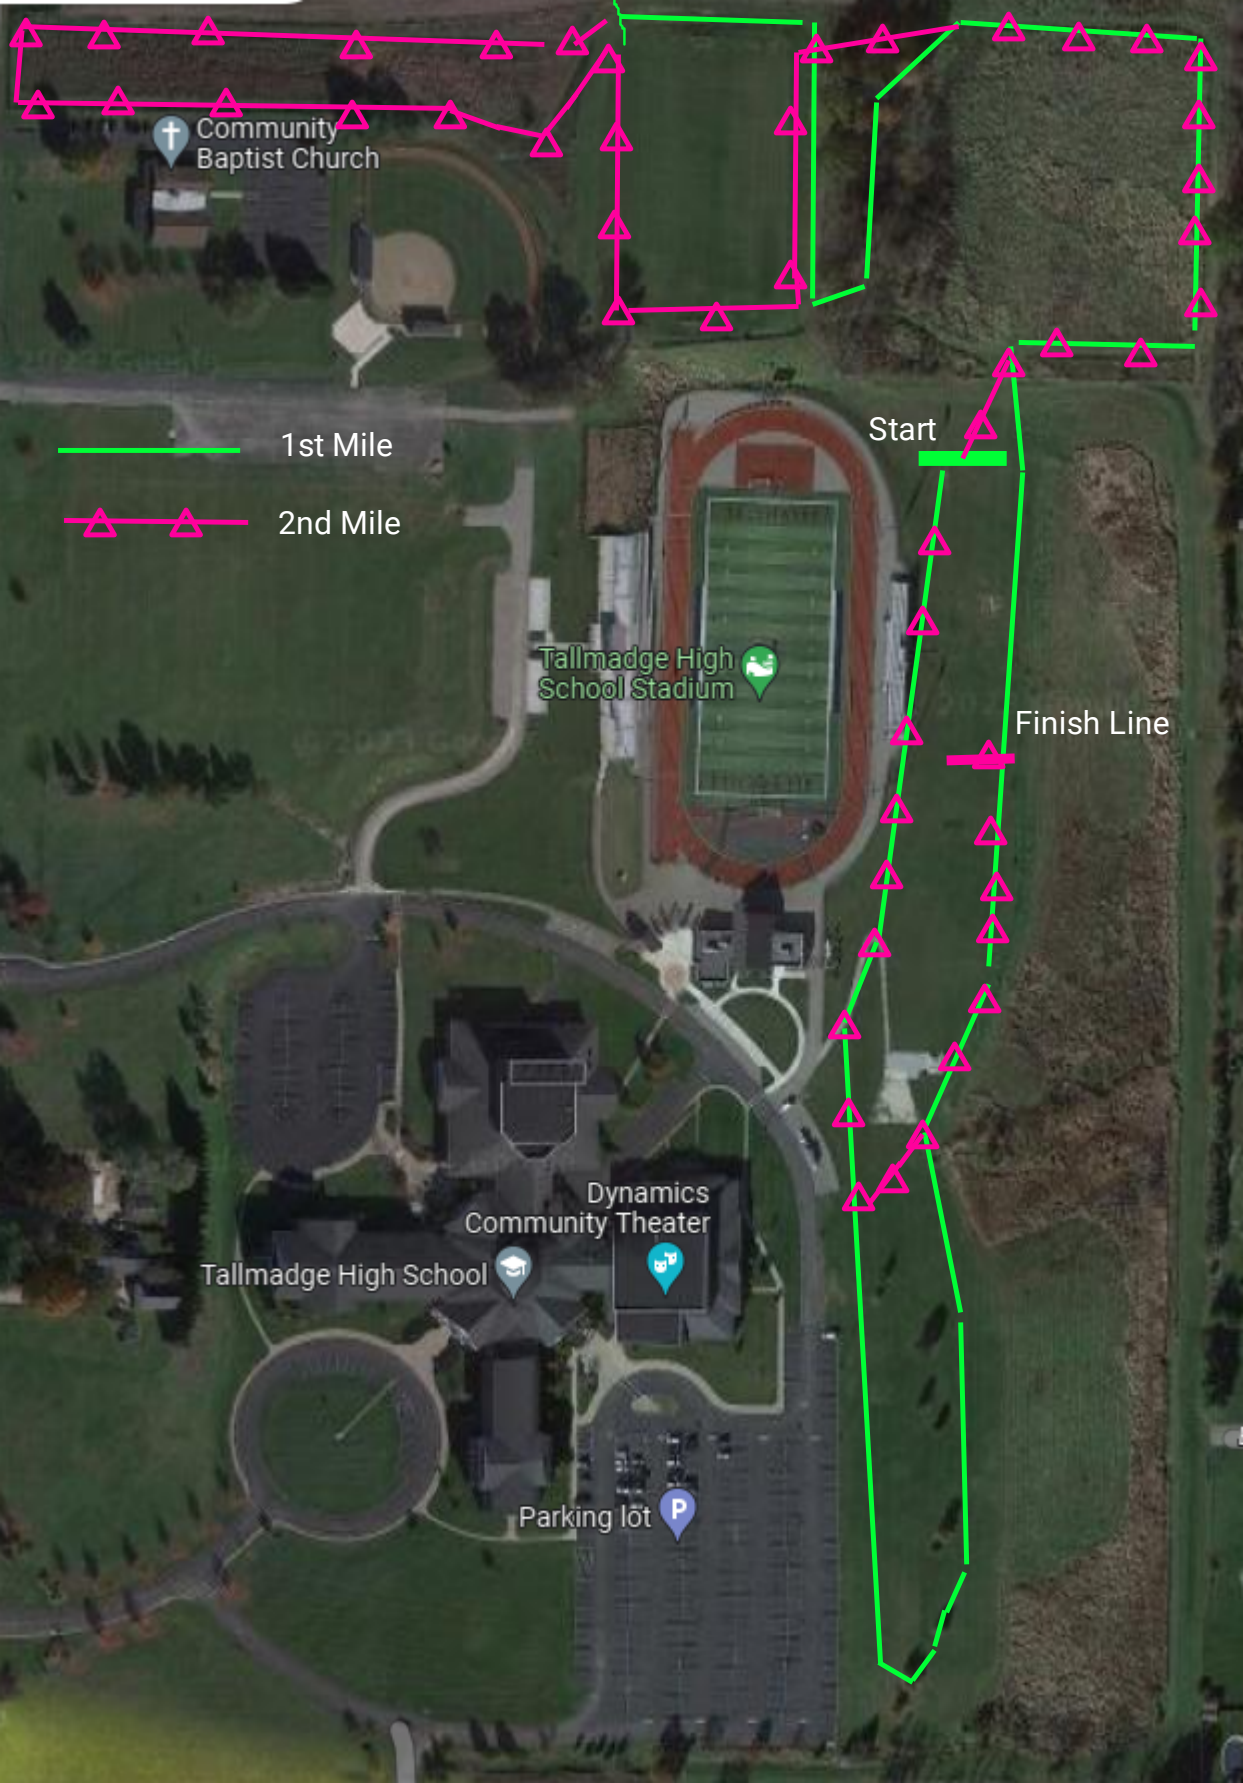 Community
Baptist Church
Start
1st Mile
2nd Mile
Tallmadge High
School Stadium
Finish Line
Dynamics
Community Theater
Tallmadge High School
Parking lot
P